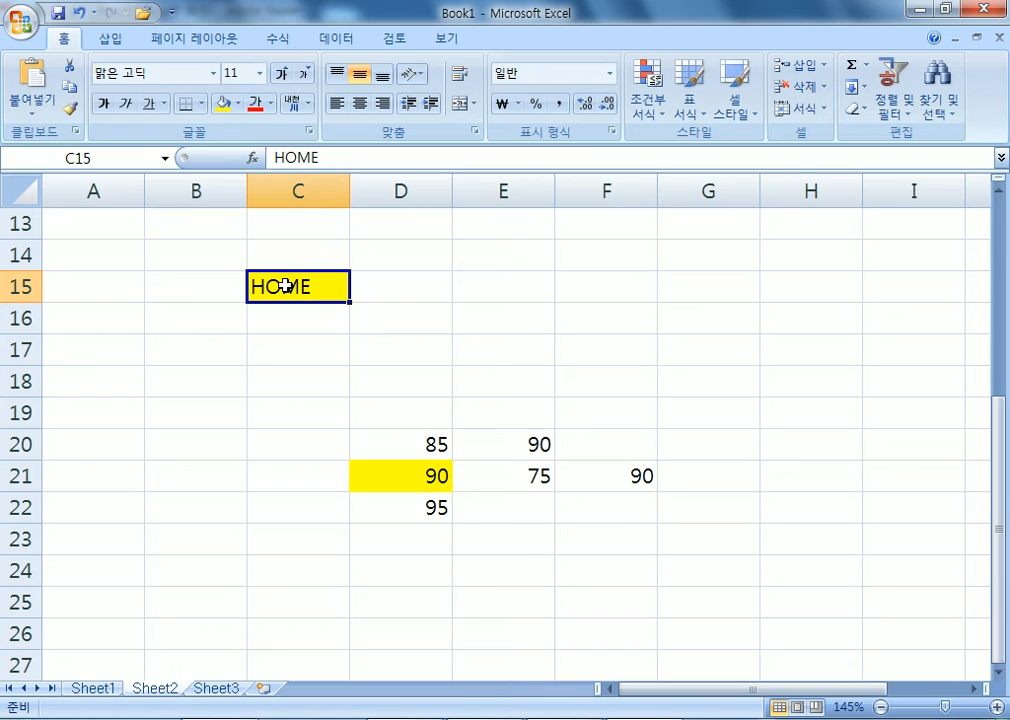 Book1 - Microsoft Excel
홈 삽입 페이지 레이아웃 수식 데이터 검토 보기
붙여넣기
맑은 고딕 11 가 가
가 가 가 가 내천
일반
₩ % ,
조건부 서식 표 서식 셀 스타일
삽입
삭제
서식
Σ
정렬 및 필터 찾기 및 선택
클립보드 글꼴 맞춤 표시 형식 스타일 셀 편집
C15 fx HOME
A B C D E F G H I
13
14
15 HOME
16
17
18
19
20 85 90
21 90 75 90
22 95
23
24
25
26
27
Sheet1 Sheet2 Sheet3
준비 145%